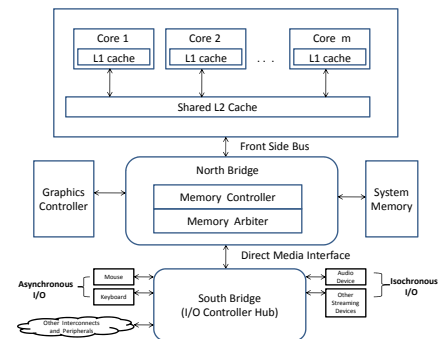 Core 1
Core 2
Core m
L1 cache
L1 cache
. . .
L1 cache
Shared L2 Cache
Front Side Bus
North Bridge
Graphics
Controller
Memory Controller
Memory Arbiter
System
Memory
Direct Media Interface
Asynchronous
I/O
Mouse
Keyboard
South Bridge
(I/O Controller Hub)
Audio
Device
Other
Streaming
Devices
Isochronous
I/O
Other Interconnects
and Peripherals